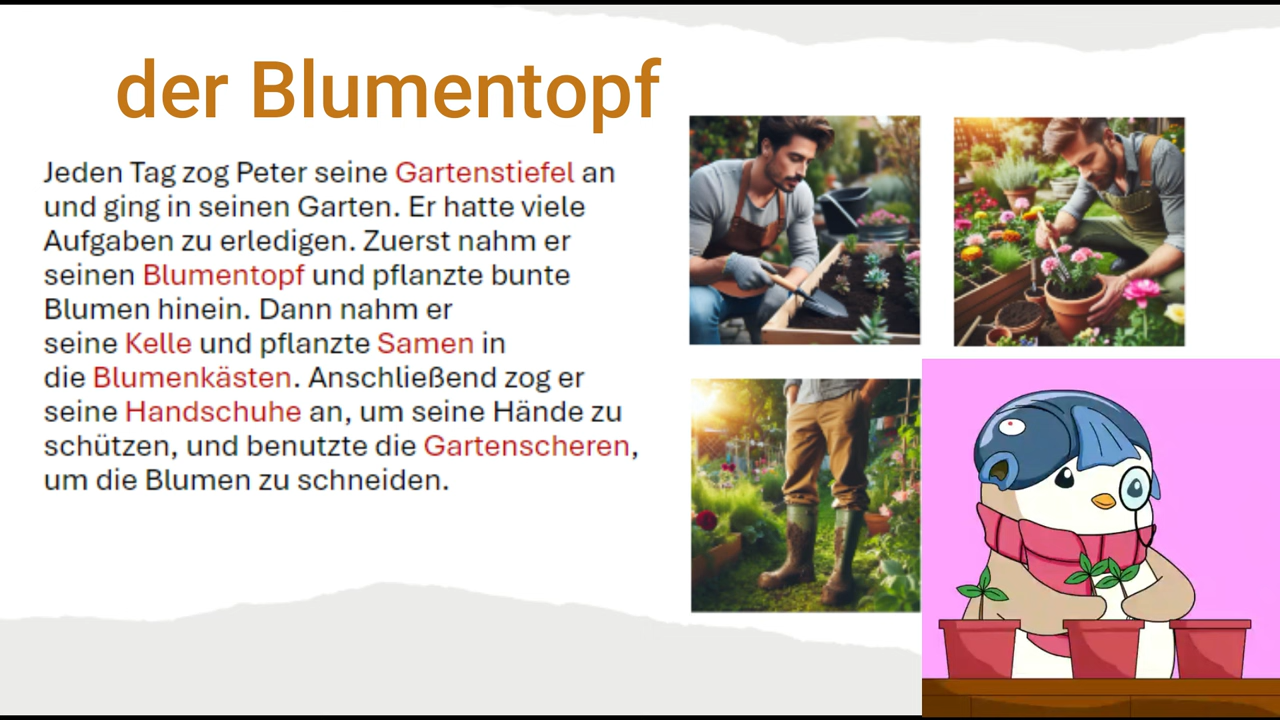 der Blumentopf
Jeden Tag zog Peter seine Gartenstiefel an
und ging in seinen Garten. Er hatte viele
Aufgaben zu erledigen. Zuerst nahm er
seinen Blumentopf und pflanzte bunte
Blumen hinein. Dann nahm er
seine Kelle und pflanzte Samen in
die Blumenkästen. Anschließend zog er
seine Handschuhe an, um seine Hände zu
schützen, und benutzte die Gartenscheren,
um die Blumen zu schneiden.